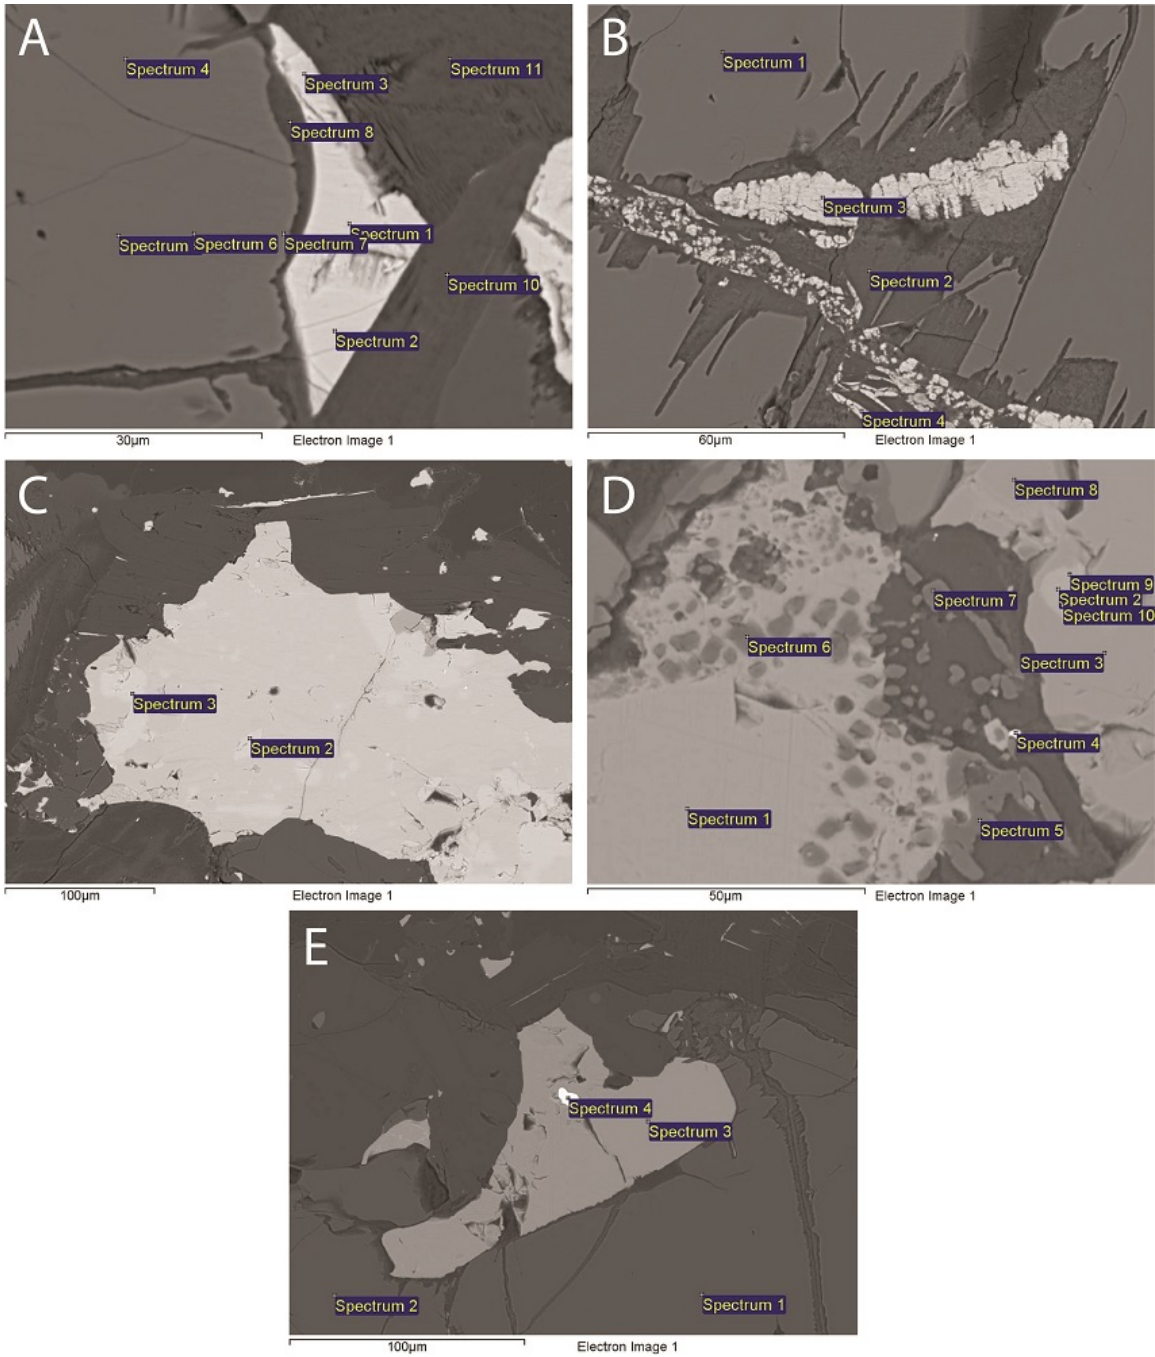 A
Spectrum 4
Spectrum 3
Spectrum 11
Spectrum 8
Spectrum Spectrum 6 Spectrum 7 Spectrum 1
Spectrum 10
Spectrum 2
30µm Electron Image 1
B
Spectrum 1
Spectrum 3
Spectrum 2
Spectrum 4
60µm Electron Image 1
C
Spectrum 3
Spectrum 2
100µm Electron Image 1
D
Spectrum 8
Spectrum 9
Spectrum 2
Spectrum 10
Spectrum 7
Spectrum 6
Spectrum 3
Spectrum 4
Spectrum 1
Spectrum 5
50µm Electron Image 1
E
Spectrum 4
Spectrum 3
Spectrum 2
Spectrum 1
100µm Electron Image 1